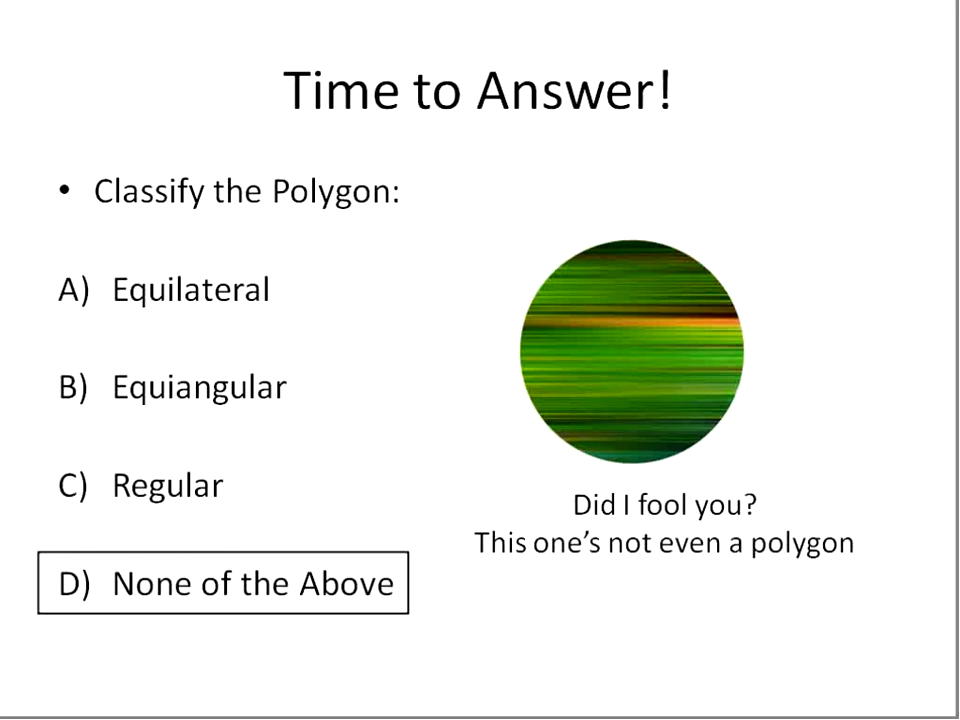 Time to Answer!
• Classify the Polygon:
A) Equilateral
B) Equiangular
C) Regular
Did I fool you?
This one's not even a polygon
D) None of the Above